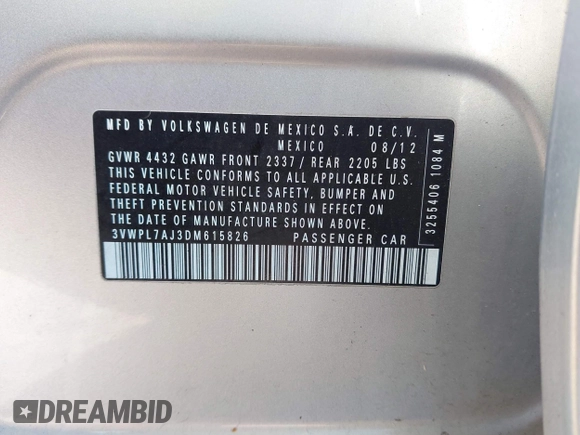 MFD BY VOLKSWAGEN DE MEXICO S.A. DE C.V.
MEXICO 08/12
GVWR 4432 GAWR FRONT 2337/ REAR 2205 LBS
THIS VEHICLE CONFORMS TO ALL APPLICABLE U.S.
FEDERAL MOTOR VEHICLE SAFETY, BUMPER AND
THEFT PREVENTION STANDARDS IN EFFECT ON
THE DATE OF MANUFACTURE SHOWN ABOVE.
3VWPL7AJ3DM615826 PASSENGER CAR
3255406 1084 M
DREAMBID